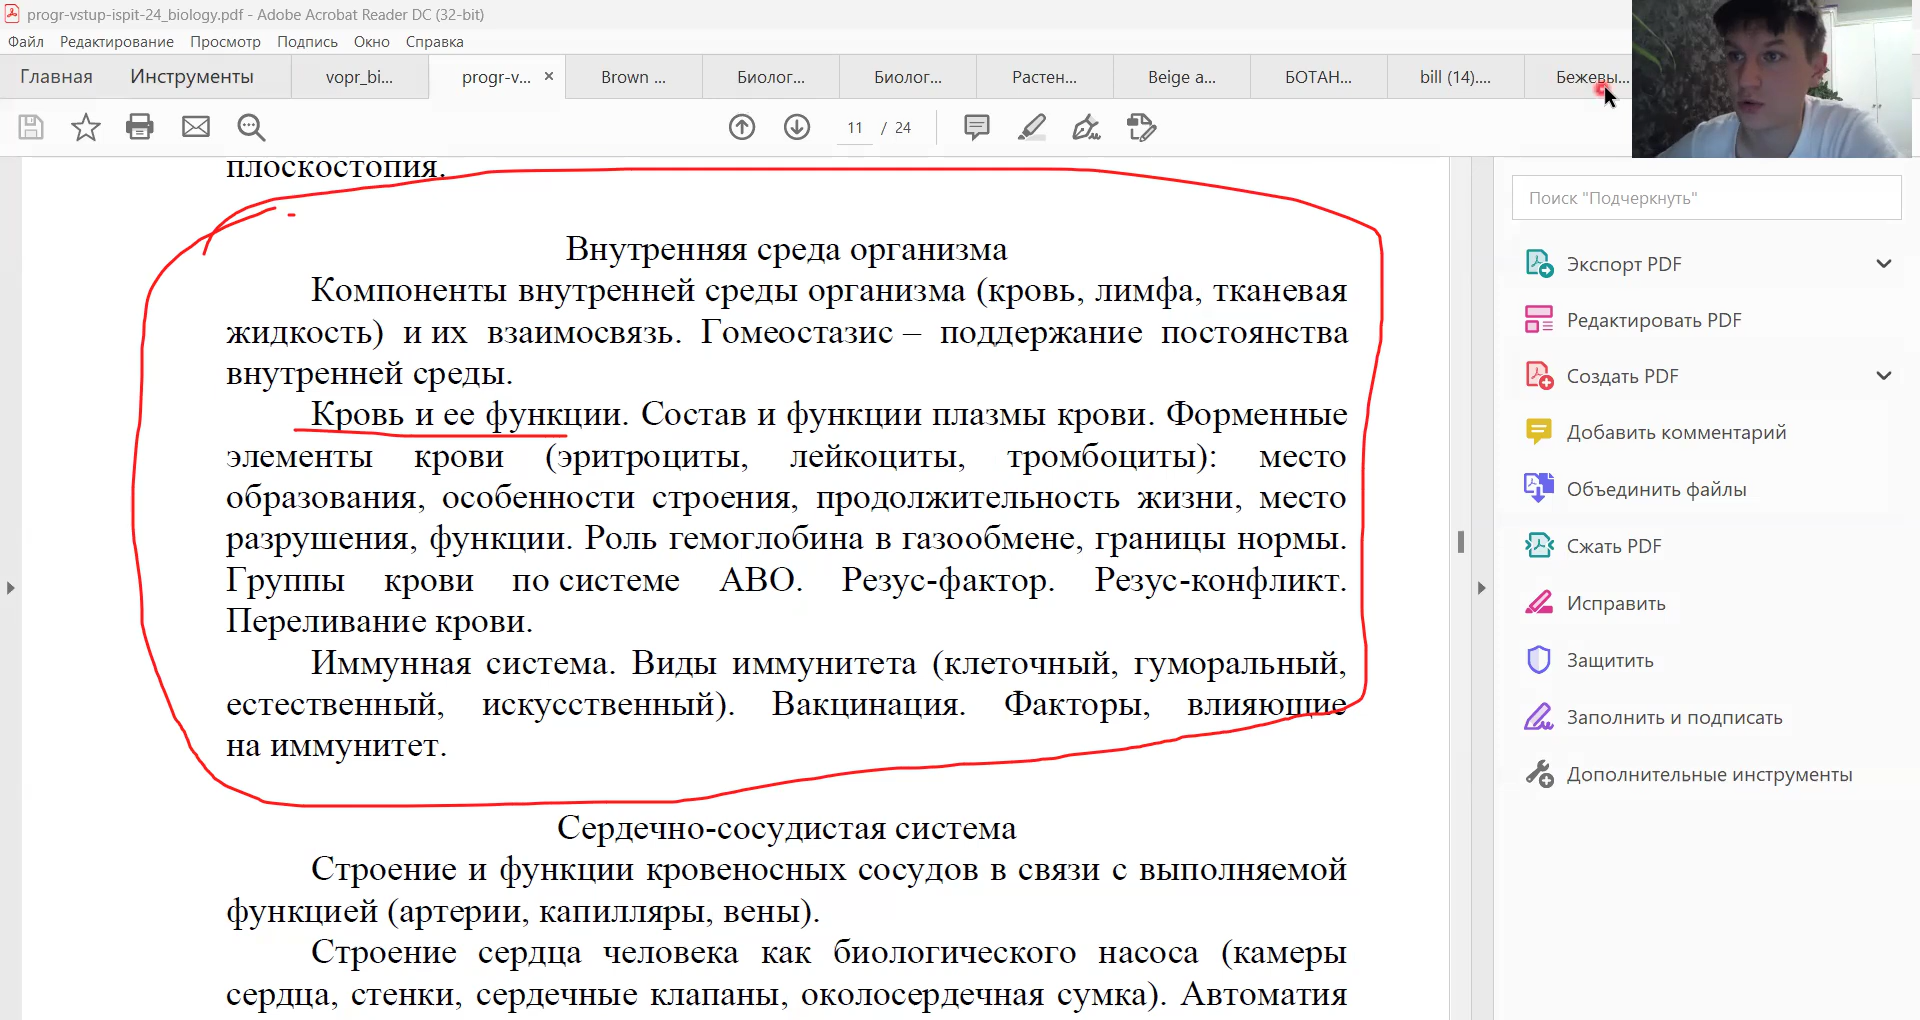 progr-vstup-ispit-24_biology.pdf - Adobe Acrobat Reader DC (32-bit)
Файл Редактирование Просмотр Подпись Окно Справка
Главная Инструменты vopr_bi... progr-v... × Brown ... Биолог... Биолог... Растен... Beige a... БОТАН... bill (14).... Бежевы...
11 / 24
плоскостопия.
Внутренняя среда организма
Компоненты внутренней среды организма (кровь, лимфа, тканевая
жидкость) и их взаимосвязь. Гомеостазис – поддержание постоянства
внутренней среды.
Кровь и ее функции. Состав и функции плазмы крови. Форменные
элементы крови (эритроциты, лейкоциты, тромбоциты): место
образования, особенности строения, продолжительность жизни, место
разрушения, функции. Роль гемоглобина в газообмене, границы нормы.
Группы крови по системе АВО. Резус-фактор. Резус-конфликт.
Переливание крови.
Иммунная система. Виды иммунитета (клеточный, гуморальный,
естественный, искусственный). Вакцинация. Факторы, влияющие
на иммунитет.
Сердечно-сосудистая система
Строение и функции кровеносных сосудов в связи с выполняемой
функцией (артерии, капилляры, вены).
Строение сердца человека как биологического насоса (камеры
сердца, стенки, сердечные клапаны, околосердечная сумка). Автоматия
Поиск "Подчеркнуть"
Экспорт PDF
Редактировать PDF
Создать PDF
Добавить комментарий
Объединить файлы
Сжать PDF
Исправить
Защитить
Заполнить и подписать
Дополнительные инструменты